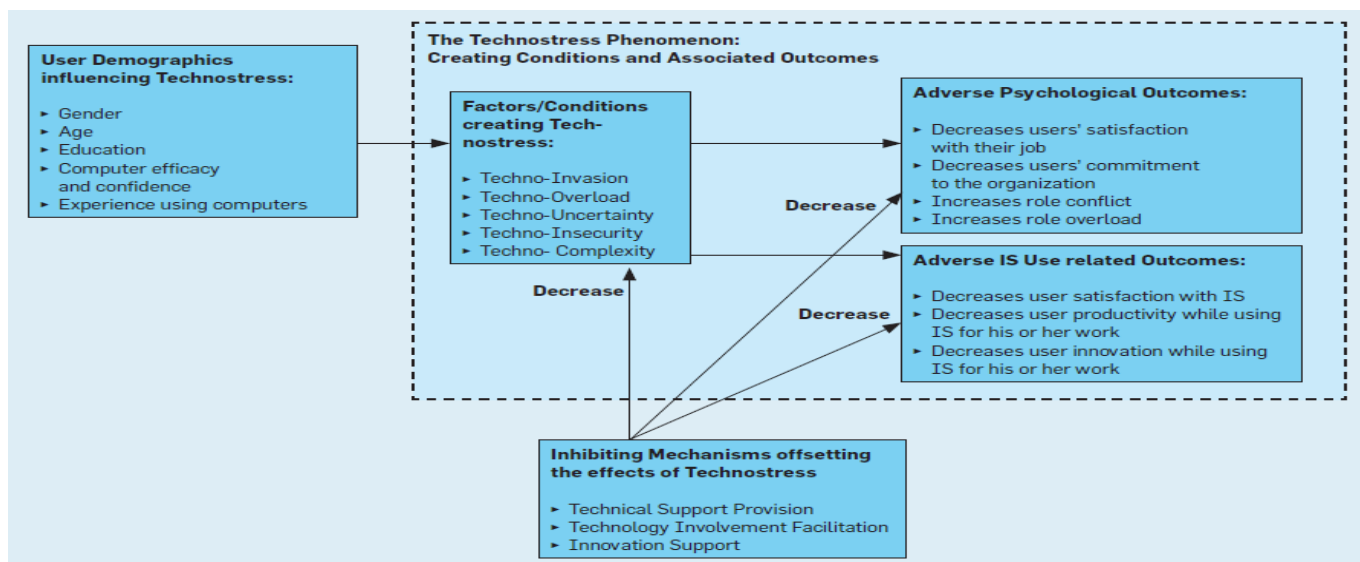 The Technostress Phenomenon:
Creating Conditions and Associated Outcomes
User Demographics
influencing Technostress:
► Gender
► Age
► Education
► Computer efficacy
and confidence
► Experience using computers
Factors/Conditions
creating Tech-
nostress:
► Techno-Invasion
► Techno-Overload
► Techno-Uncertainty
► Techno-Insecurity
► Techno- Complexity
Adverse Psychological Outcomes:
► Decreases users’ satisfaction
with their job
► Decreases users’ commitment
to the organization
► Increases role conflict
► Increases role overload
Decrease
Adverse IS Use related Outcomes:
► Decreases user satisfaction with IS
► Decreases user productivity while using
IS for his or her work
► Decreases user innovation while using
IS for his or her work
Decrease
Decrease
Inhibiting Mechanisms offsetting
the effects of Technostress
► Technical Support Provision
► Technology Involvement Facilitation
► Innovation Support